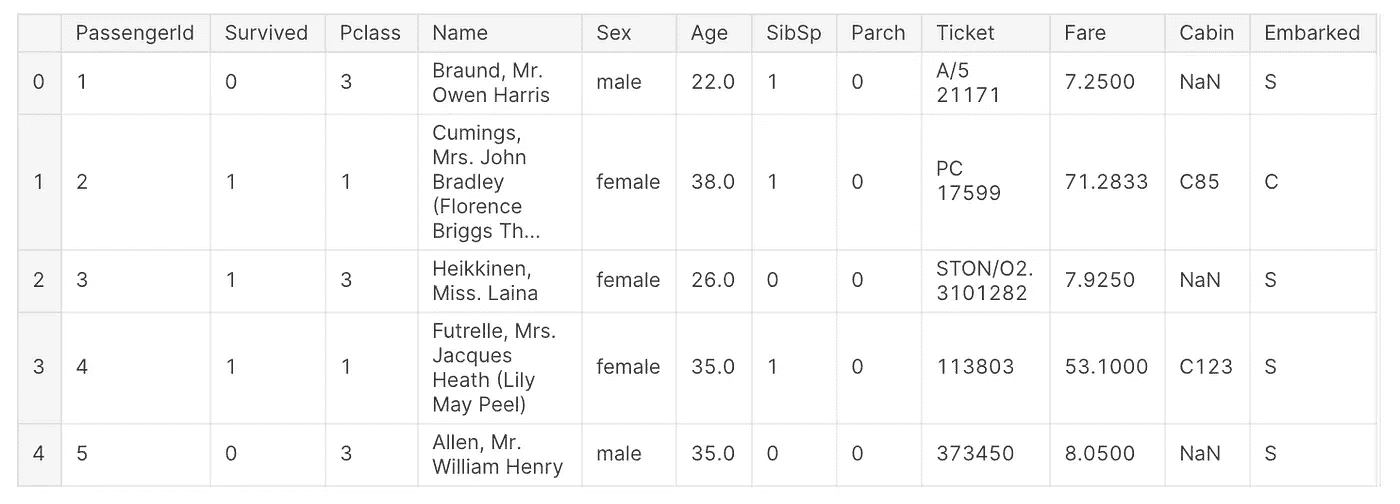 PassengerId Survived Pclass Name Sex Age SibSp Parch Ticket Fare Cabin Embarked
0 1 0 3 Braund, Mr. Owen Harris male 22.0 1 0 A/5 21171 7.2500 NaN S
1 2 1 1 Cumings, Mrs. John Bradley (Florence Briggs Th... female 38.0 1 0 PC 17599 71.2833 C85 C
2 3 1 3 Heikkinen, Miss. Laina female 26.0 0 0 STON/O2. 3101282 7.9250 NaN S
3 4 1 1 Futrelle, Mrs. Jacques Heath (Lily May Peel) female 35.0 1 0 113803 53.1000 C123 S
4 5 0 3 Allen, Mr. William Henry male 35.0 0 0 373450 8.0500 NaN S